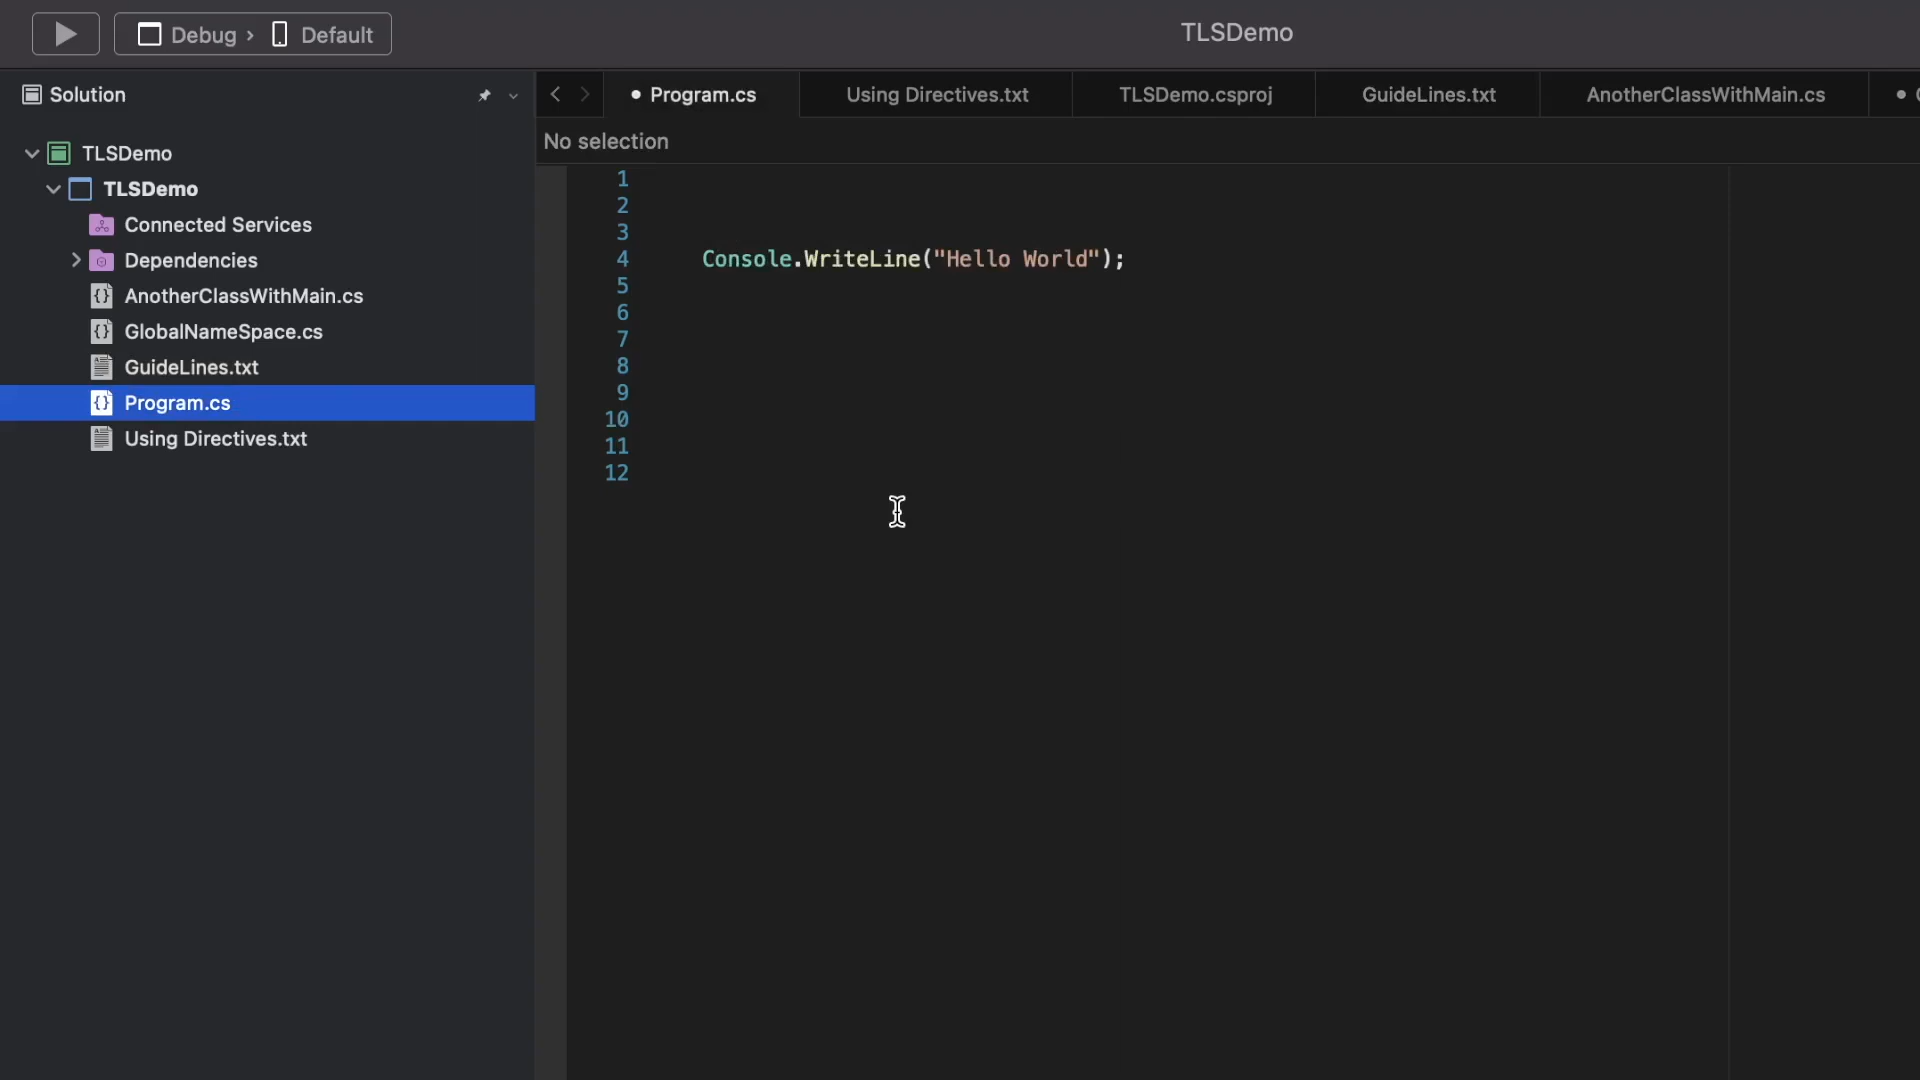 Debug › Default
TLSDemo
Solution
Program.cs
Using Directives.txt
TLSDemo.csproj
GuideLines.txt
AnotherClassWithMain.cs
No selection
TLSDemo
TLSDemo
Connected Services
Dependencies
AnotherClassWithMain.cs
GlobalNameSpace.cs
GuideLines.txt
Program.cs
Using Directives.txt
1
2
3
4 Console.WriteLine("Hello World");
5
6
7
8
9
10
11
12